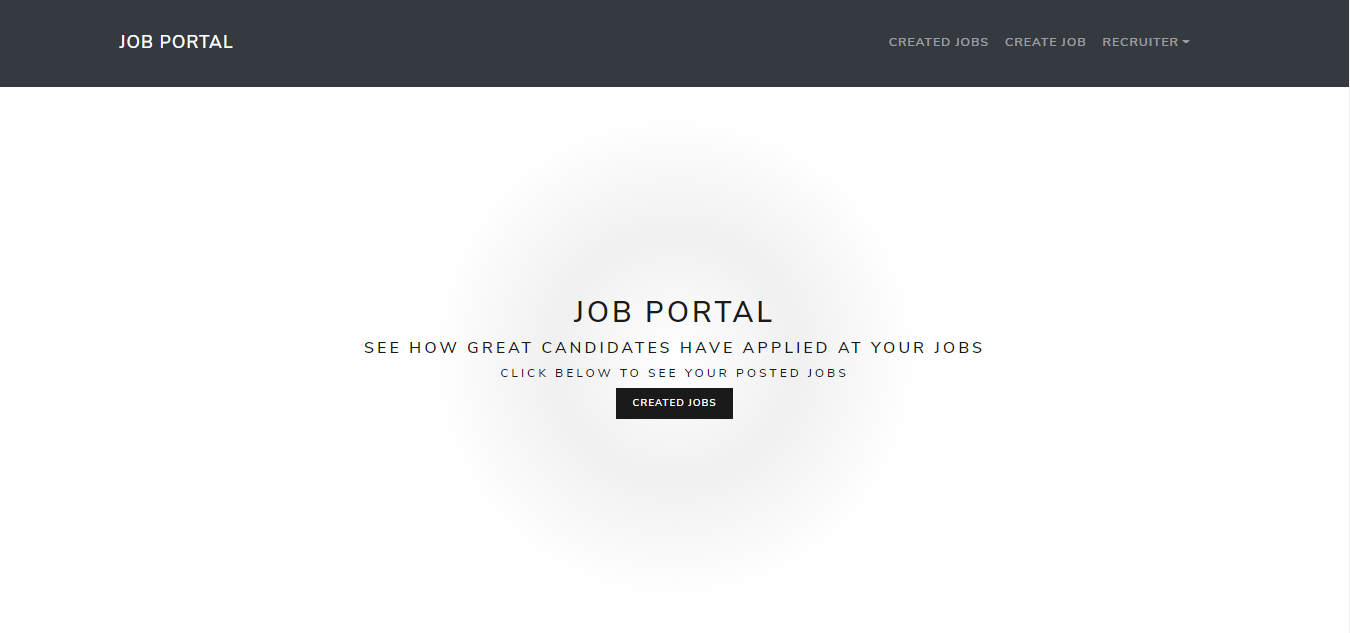 JOB PORTAL
CREATED JOBS CREATE JOB RECRUITER
JOB PORTAL
SEE HOW GREAT CANDIDATES HAVE APPLIED AT YOUR JOBS
CLICK BELOW TO SEE YOUR POSTED JOBS
CREATED JOBS